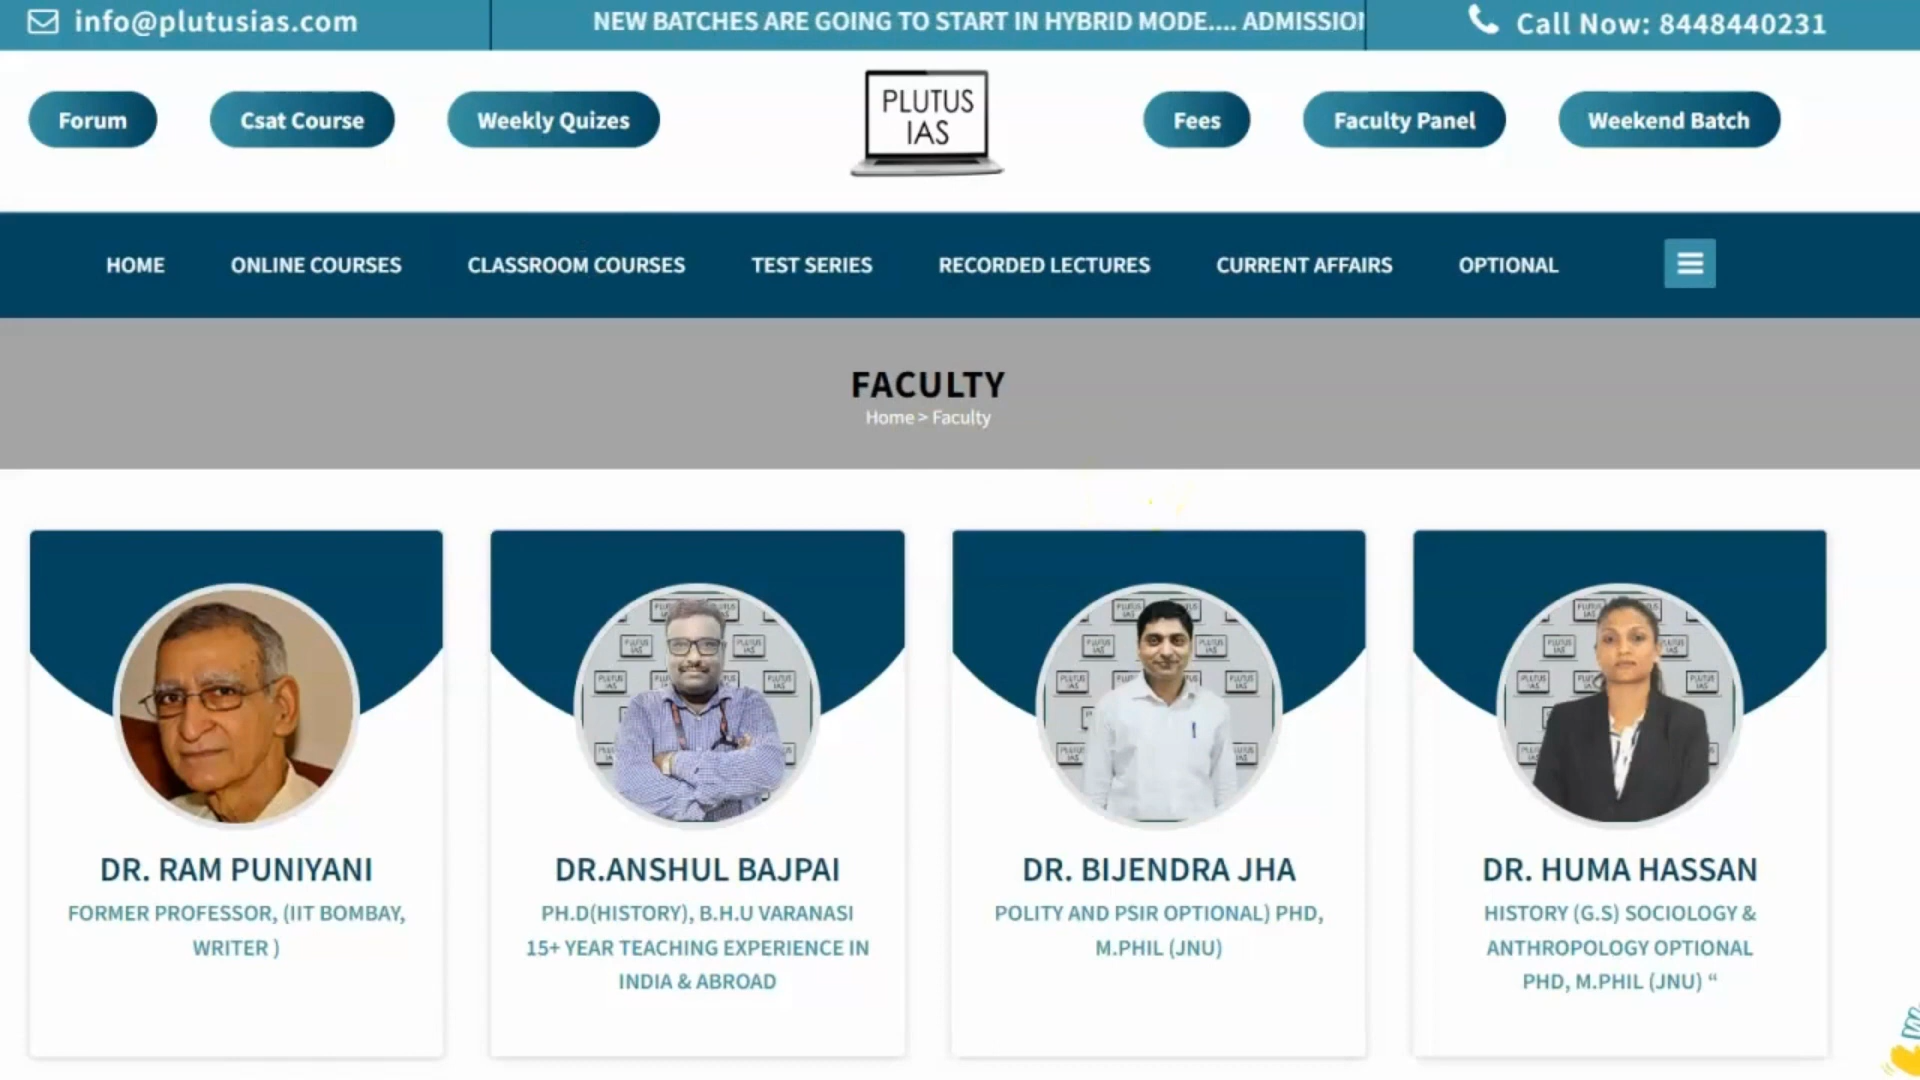 info@plutusias.com
NEW BATCHES ARE GOING TO START IN HYBRID MODE.... ADMISSION
Call Now: 8448440231
Forum
Csat Course
Weekly Quizes
PLUTUS
IAS
Fees
Faculty Panel
Weekend Batch
HOME
ONLINE COURSES
CLASSROOM COURSES
TEST SERIES
RECORDED LECTURES
CURRENT AFFAIRS
OPTIONAL
FACULTY
Home > Faculty
DR. RAM PUNIYANI
FORMER PROFESSOR, (IIT BOMBAY,
WRITER )
DR.ANSHUL BAJPAI
PH.D(HISTORY), B.H.U VARANASI
15+ YEAR TEACHING EXPERIENCE IN
INDIA & ABROAD
DR. BIJENDRA JHA
POLITY AND PSIR OPTIONAL) PHD,
M.PHIL (JNU)
DR. HUMA HASSAN
HISTORY (G.S) SOCIOLOGY &
ANTHROPOLOGY OPTIONAL
PHD, M.PHIL (JNU) “